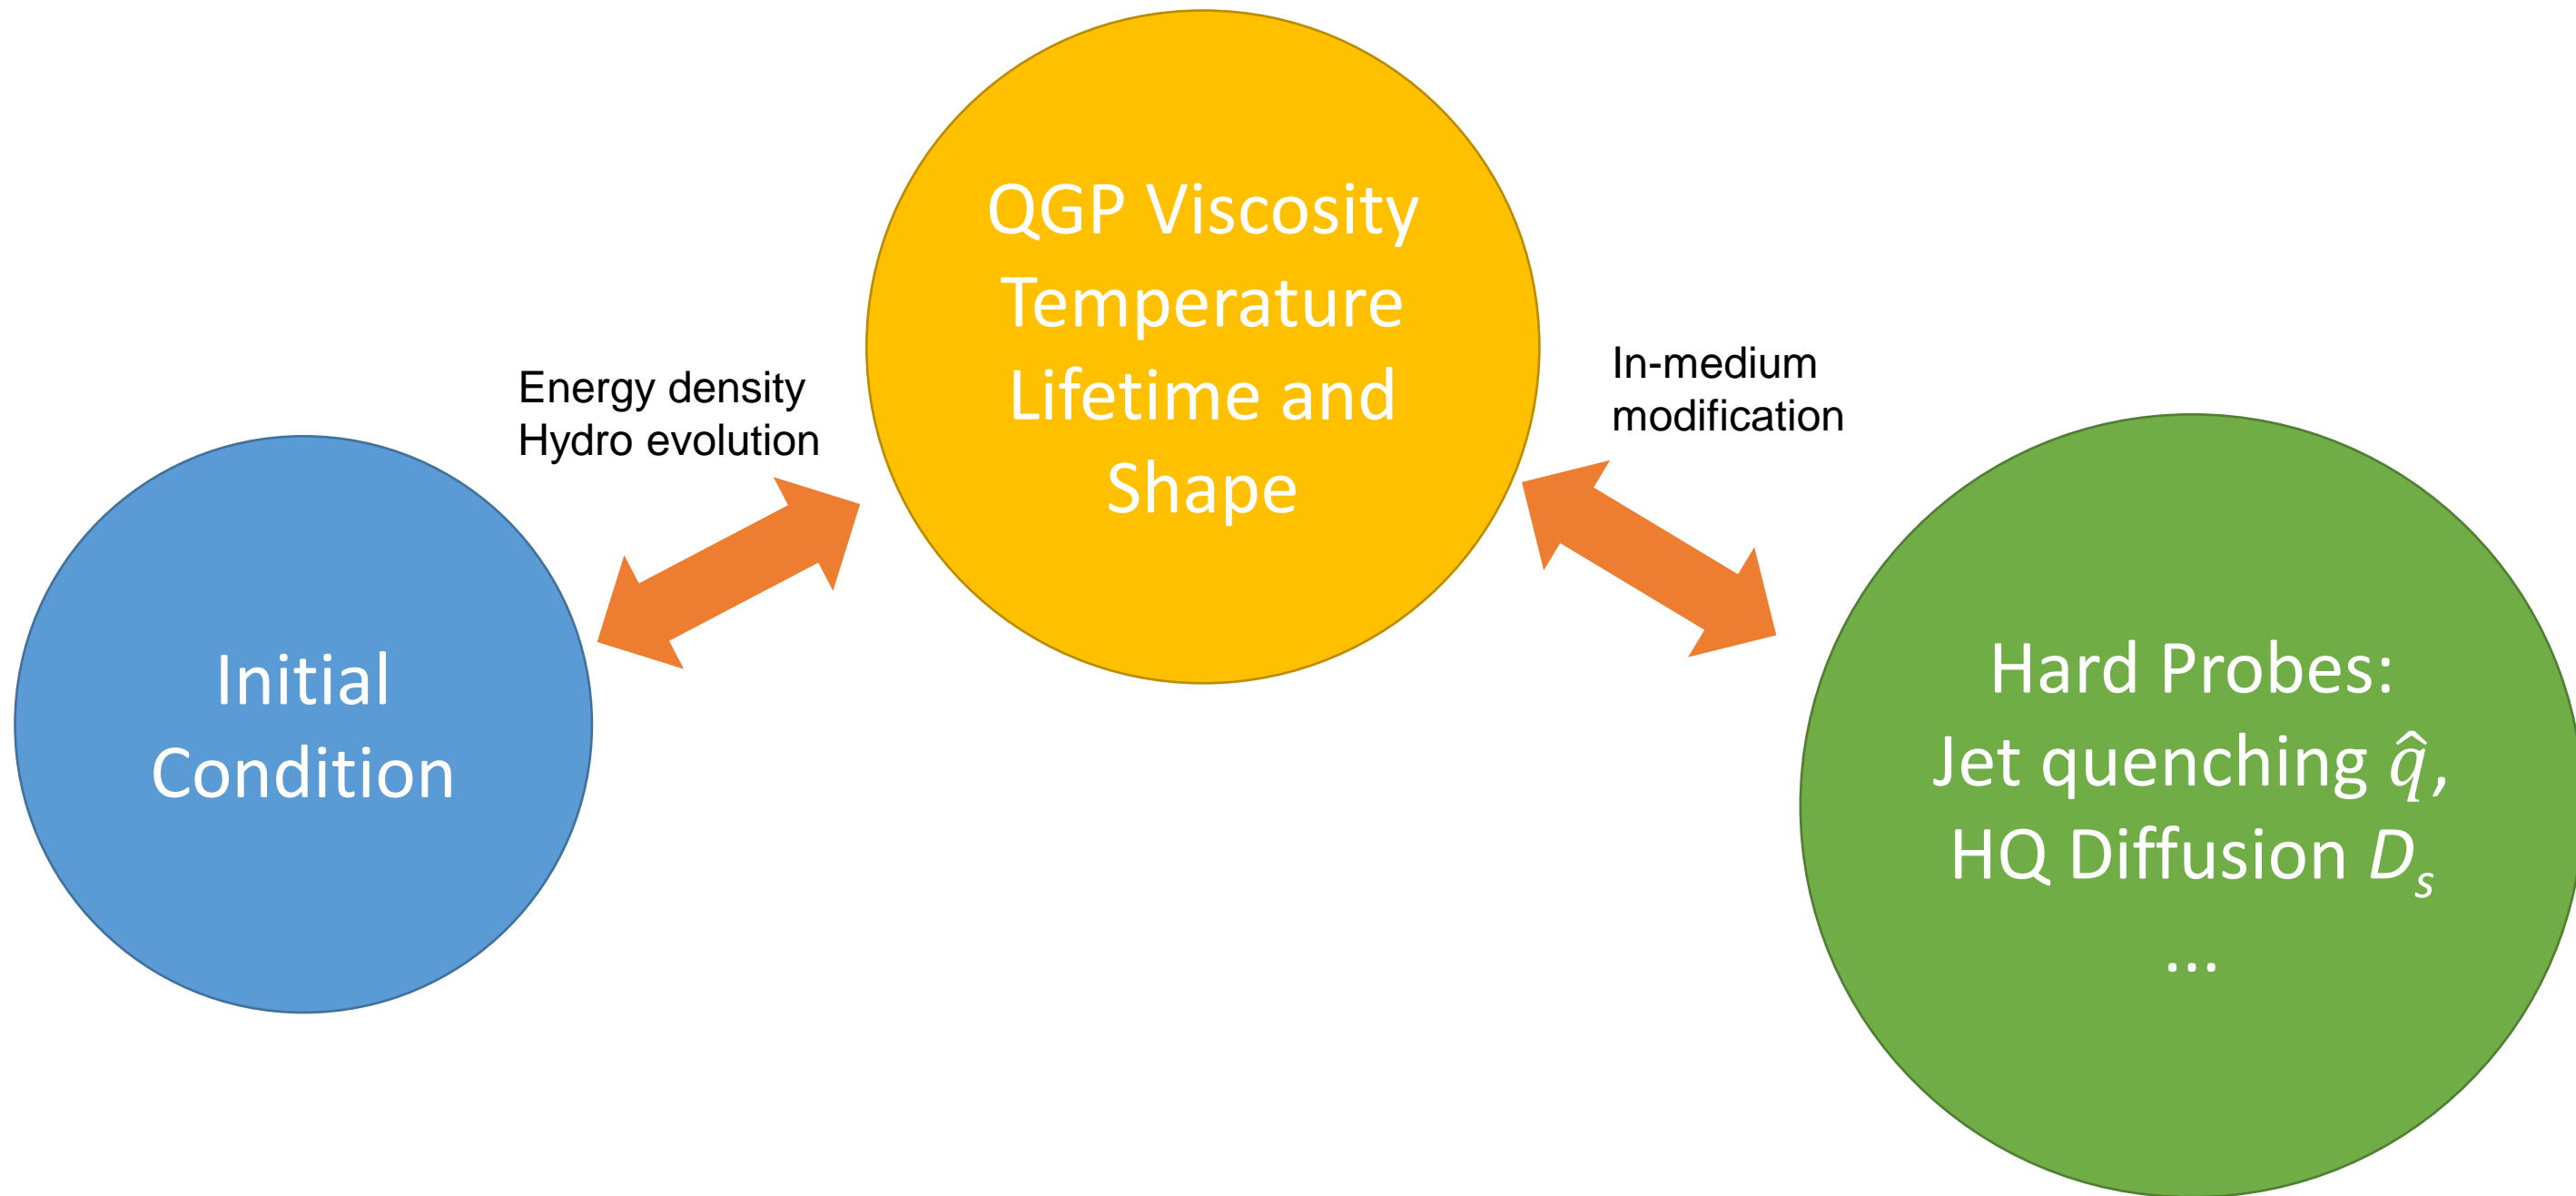 Initial
Condition
Energy density
Hydro evolution
QGP Viscosity
Temperature
Lifetime and
Shape
In-medium
modification
Hard Probes:
Jet quenching q̂,
HQ Diffusion Dₛ
...